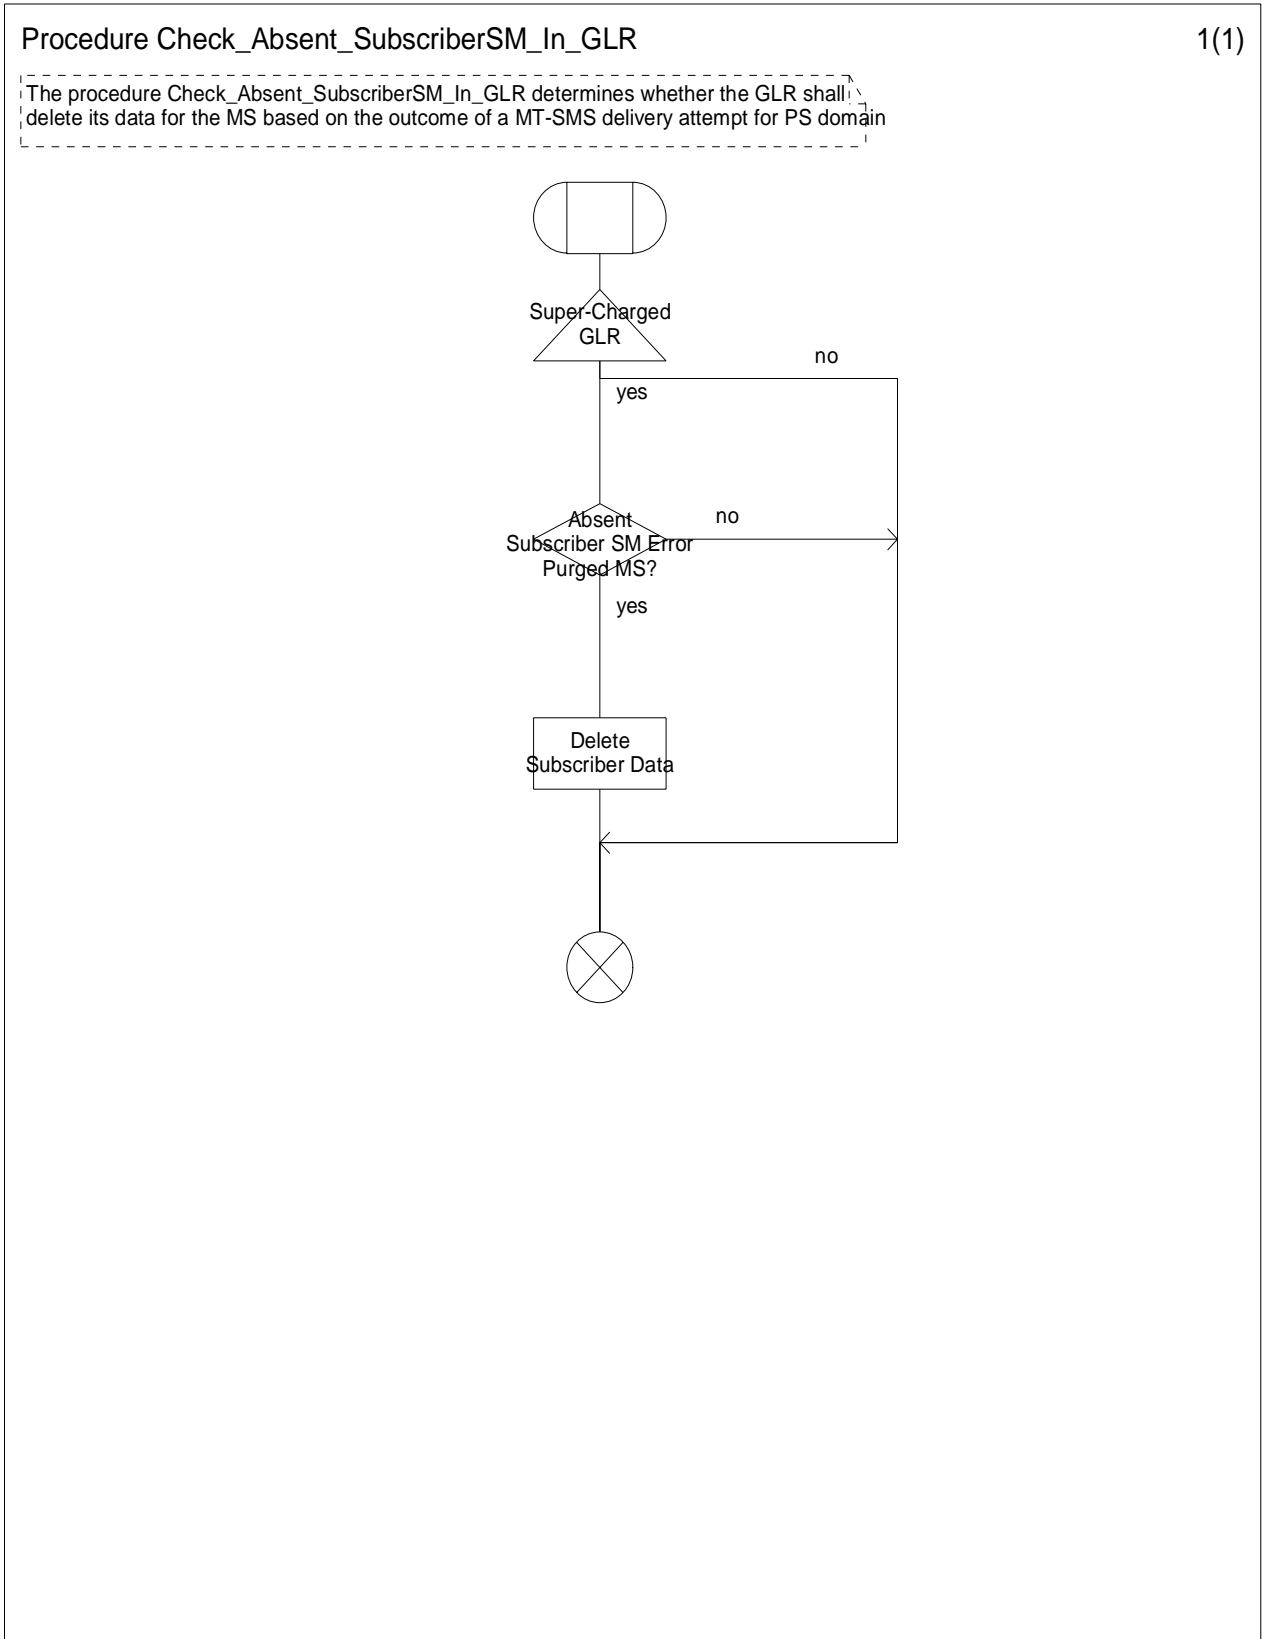 Procedure Check_Absent_SubscriberSM_In_GLR
1(1)
The procedure Check_Absent_SubscriberSM_In_GLR determines whether the GLR shall
delete its data for the MS based on the outcome of a MT-SMS delivery attempt for PS domain
Super-Charged
GLR
no
yes
Absent
Subscriber SM Error
Purged MS?
no
yes
Delete
Subscriber Data